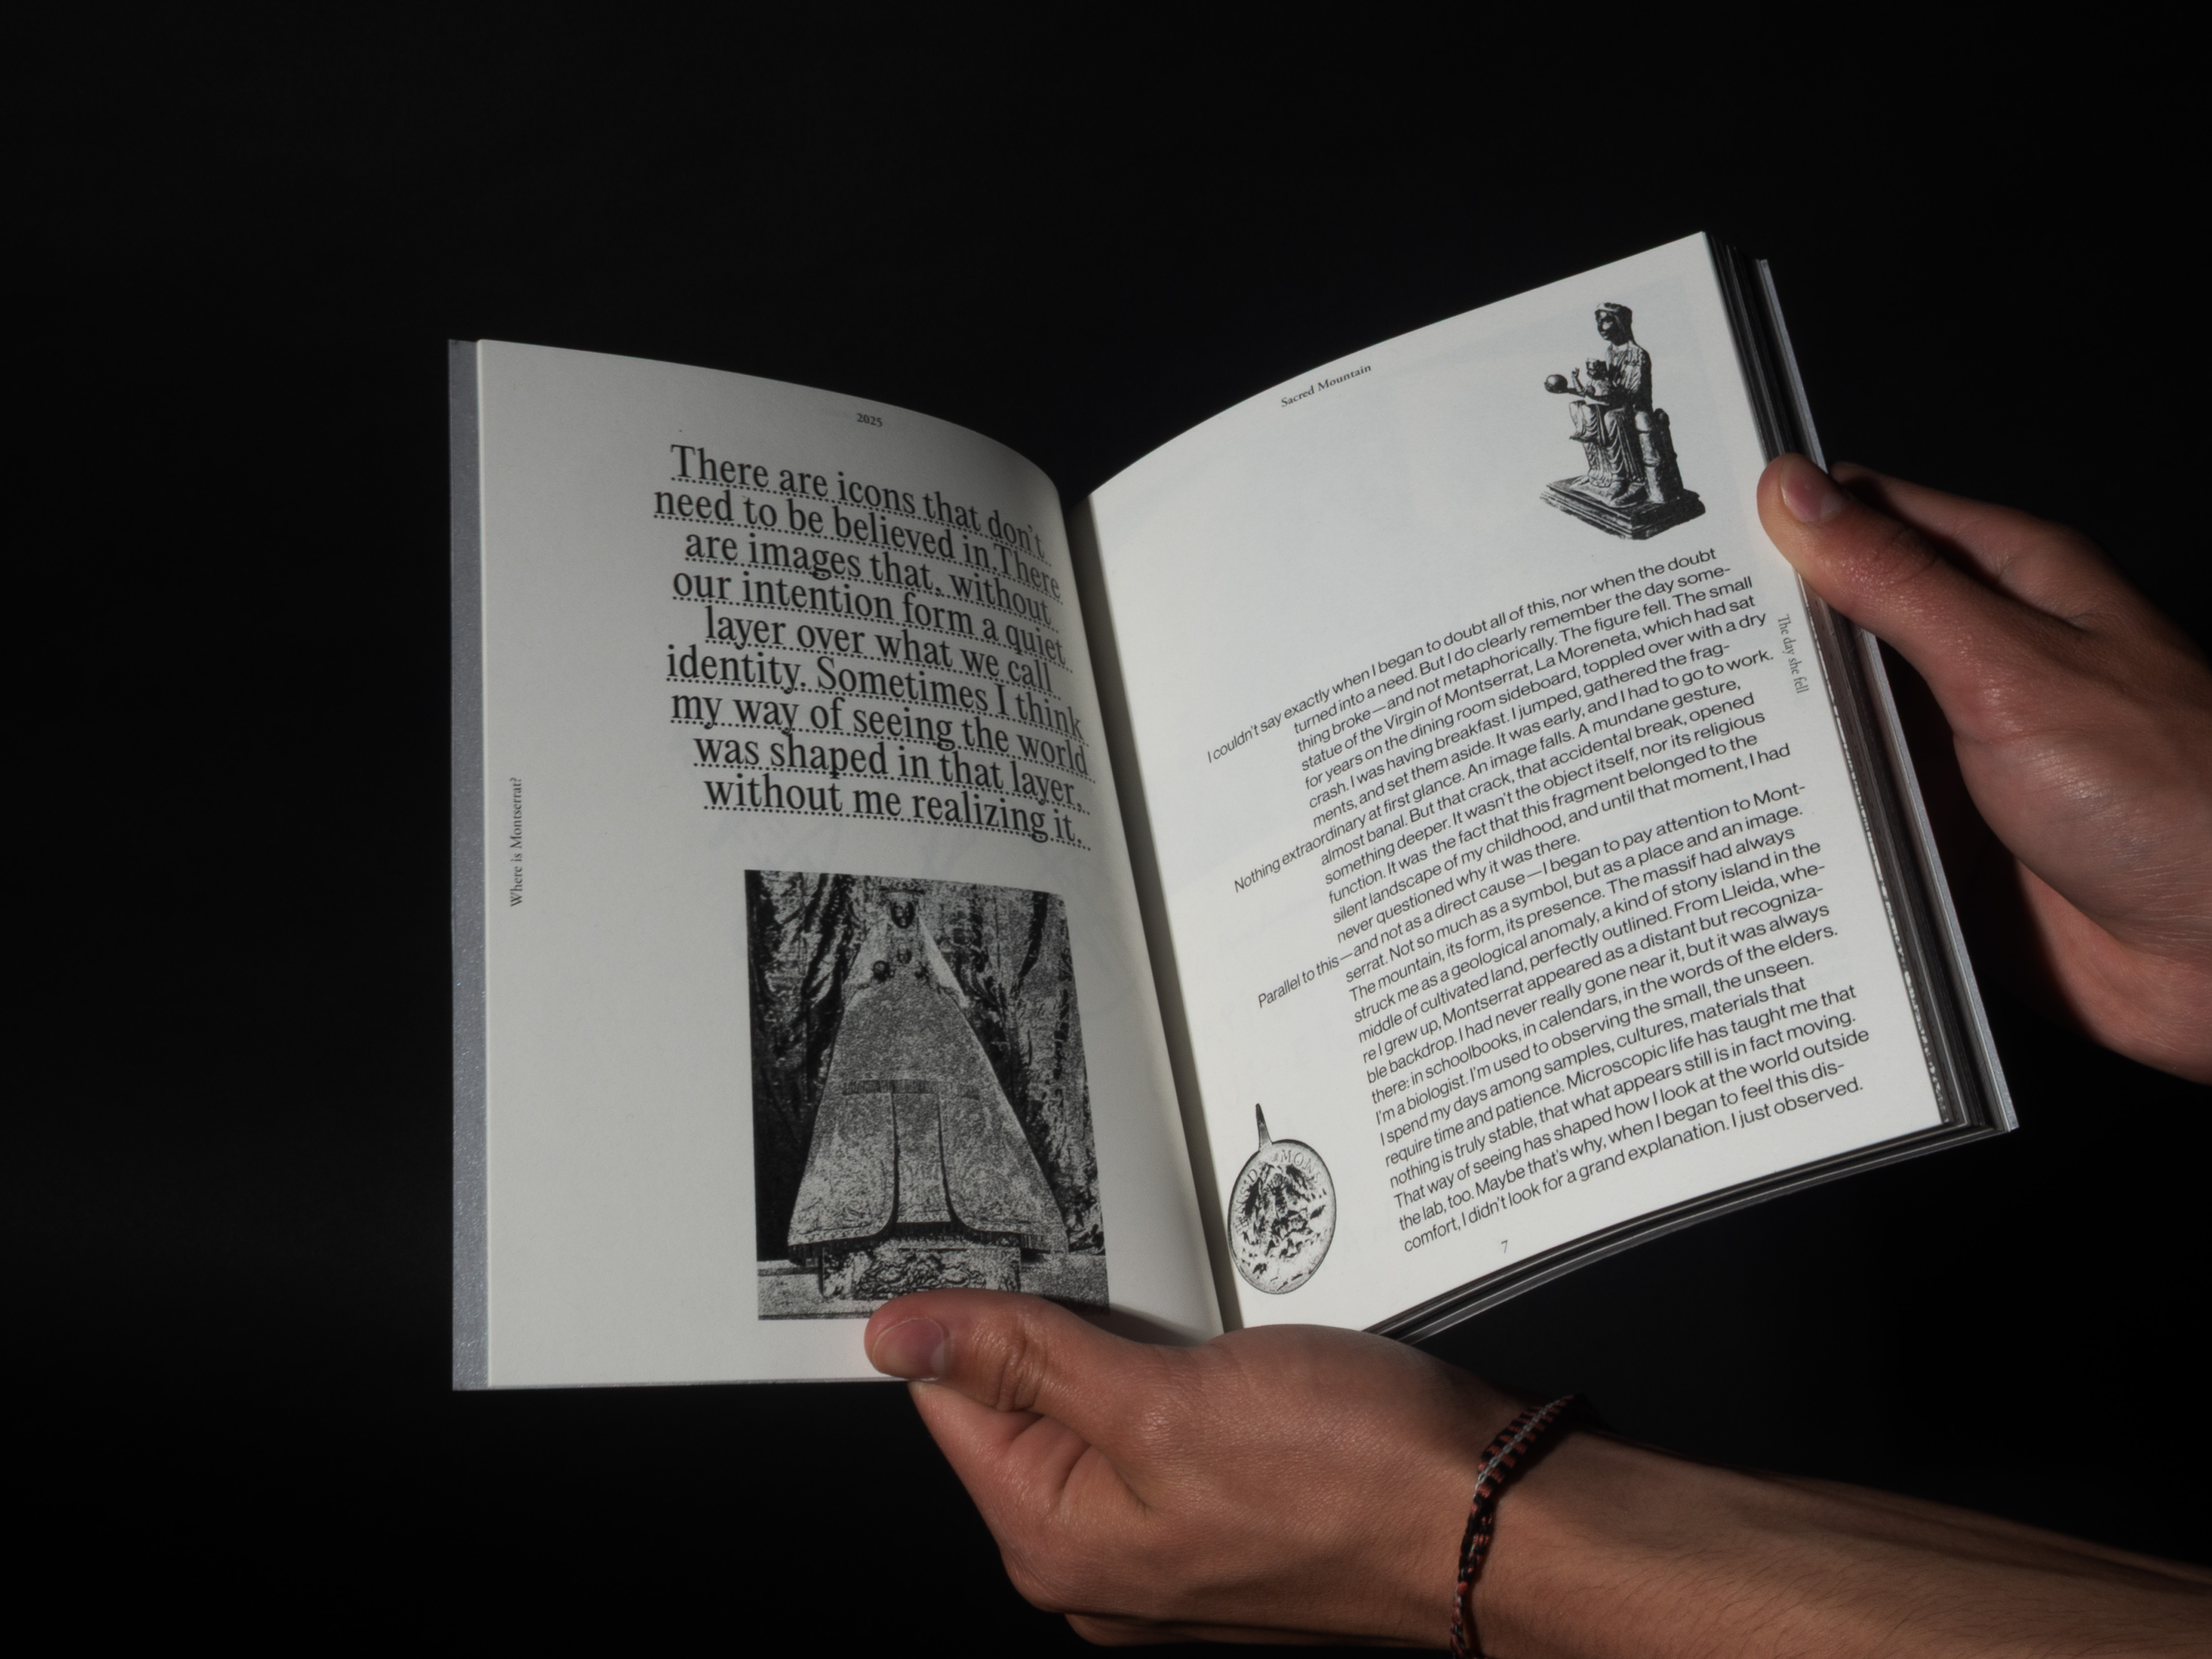 2025
There are icons that don't
need to be believed in.There
are images that, without
our intention form a quiet
layer over what we call
identity. Sometimes I think
my way of seeing the world
was shaped in that layer,
without me realizing it.
Where is Montserrat?
Sacred Mountain
I couldn't say exactly when I began to doubt all of this, nor when the doubt
turned into a need. But I do clearly remember the day some-
thing broke—and not metaphorically. The figure fell. The small
statue of the Virgin of Montserrat, La Moreneta, which had sat
for years on the dining room sideboard, toppled over with a dry
crash. I was having breakfast. I jumped, gathered the frag-
ments, and set them aside. It was early, and I had to go to work.
Nothing extraordinary at first glance. An image falls. A mundane gesture,
almost banal. But that crack, that accidental break, opened
something deeper. It wasn't the object itself, nor its religious
function. It was the fact that this fragment belonged to the
silent landscape of my childhood, and until that moment, I had
never questioned why it was there.
Parallel to this—and not as a direct cause—I began to pay attention to Mont-
serrat. Not so much as a symbol, but as a place and an image.
The mountain, its form, its presence. The massif had always
struck me as a geological anomaly, a kind of stony island in the
middle of cultivated land, perfectly outlined. From Lleida, whe-
re I grew up, Montserrat appeared as a distant but recogniza-
ble backdrop. I had never really gone near it, but it was always
there: in schoolbooks, in calendars, in the words of the elders.
I'm a biologist. I'm used to observing the small, the unseen.
I spend my days among samples, cultures, materials that
require time and patience. Microscopic life has taught me that
nothing is truly stable, that what appears still is in fact moving.
That way of seeing has shaped how I look at the world outside
the lab, too. Maybe that's why, when I began to feel this dis-
comfort, I didn't look for a grand explanation. I just observed.
The day she fell
7